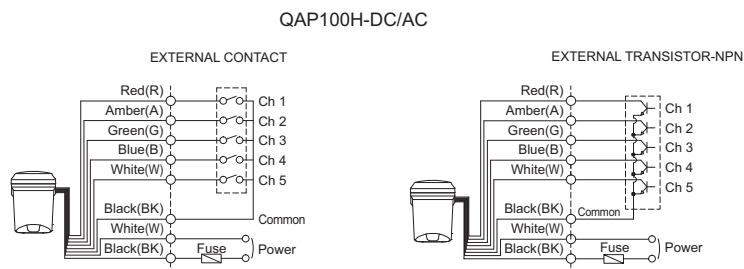 QAP100H-DC/AC
EXTERNAL CONTACT
Red(R)
Ch 1
Amber(A)
Ch 2
Green(G)
Ch 3
Blue(B)
Ch 4
White(W)
Ch 5
Black(BK)
Common
White(W)
Black(BK)
Fuse
Power
EXTERNAL TRANSISTOR-NPN
Red(R)
Ch 1
Amber(A)
Ch 2
Green(G)
Ch 3
Blue(B)
Ch 4
White(W)
Ch 5
Black(BK)
Common
White(W)
Black(BK)
Fuse
Power